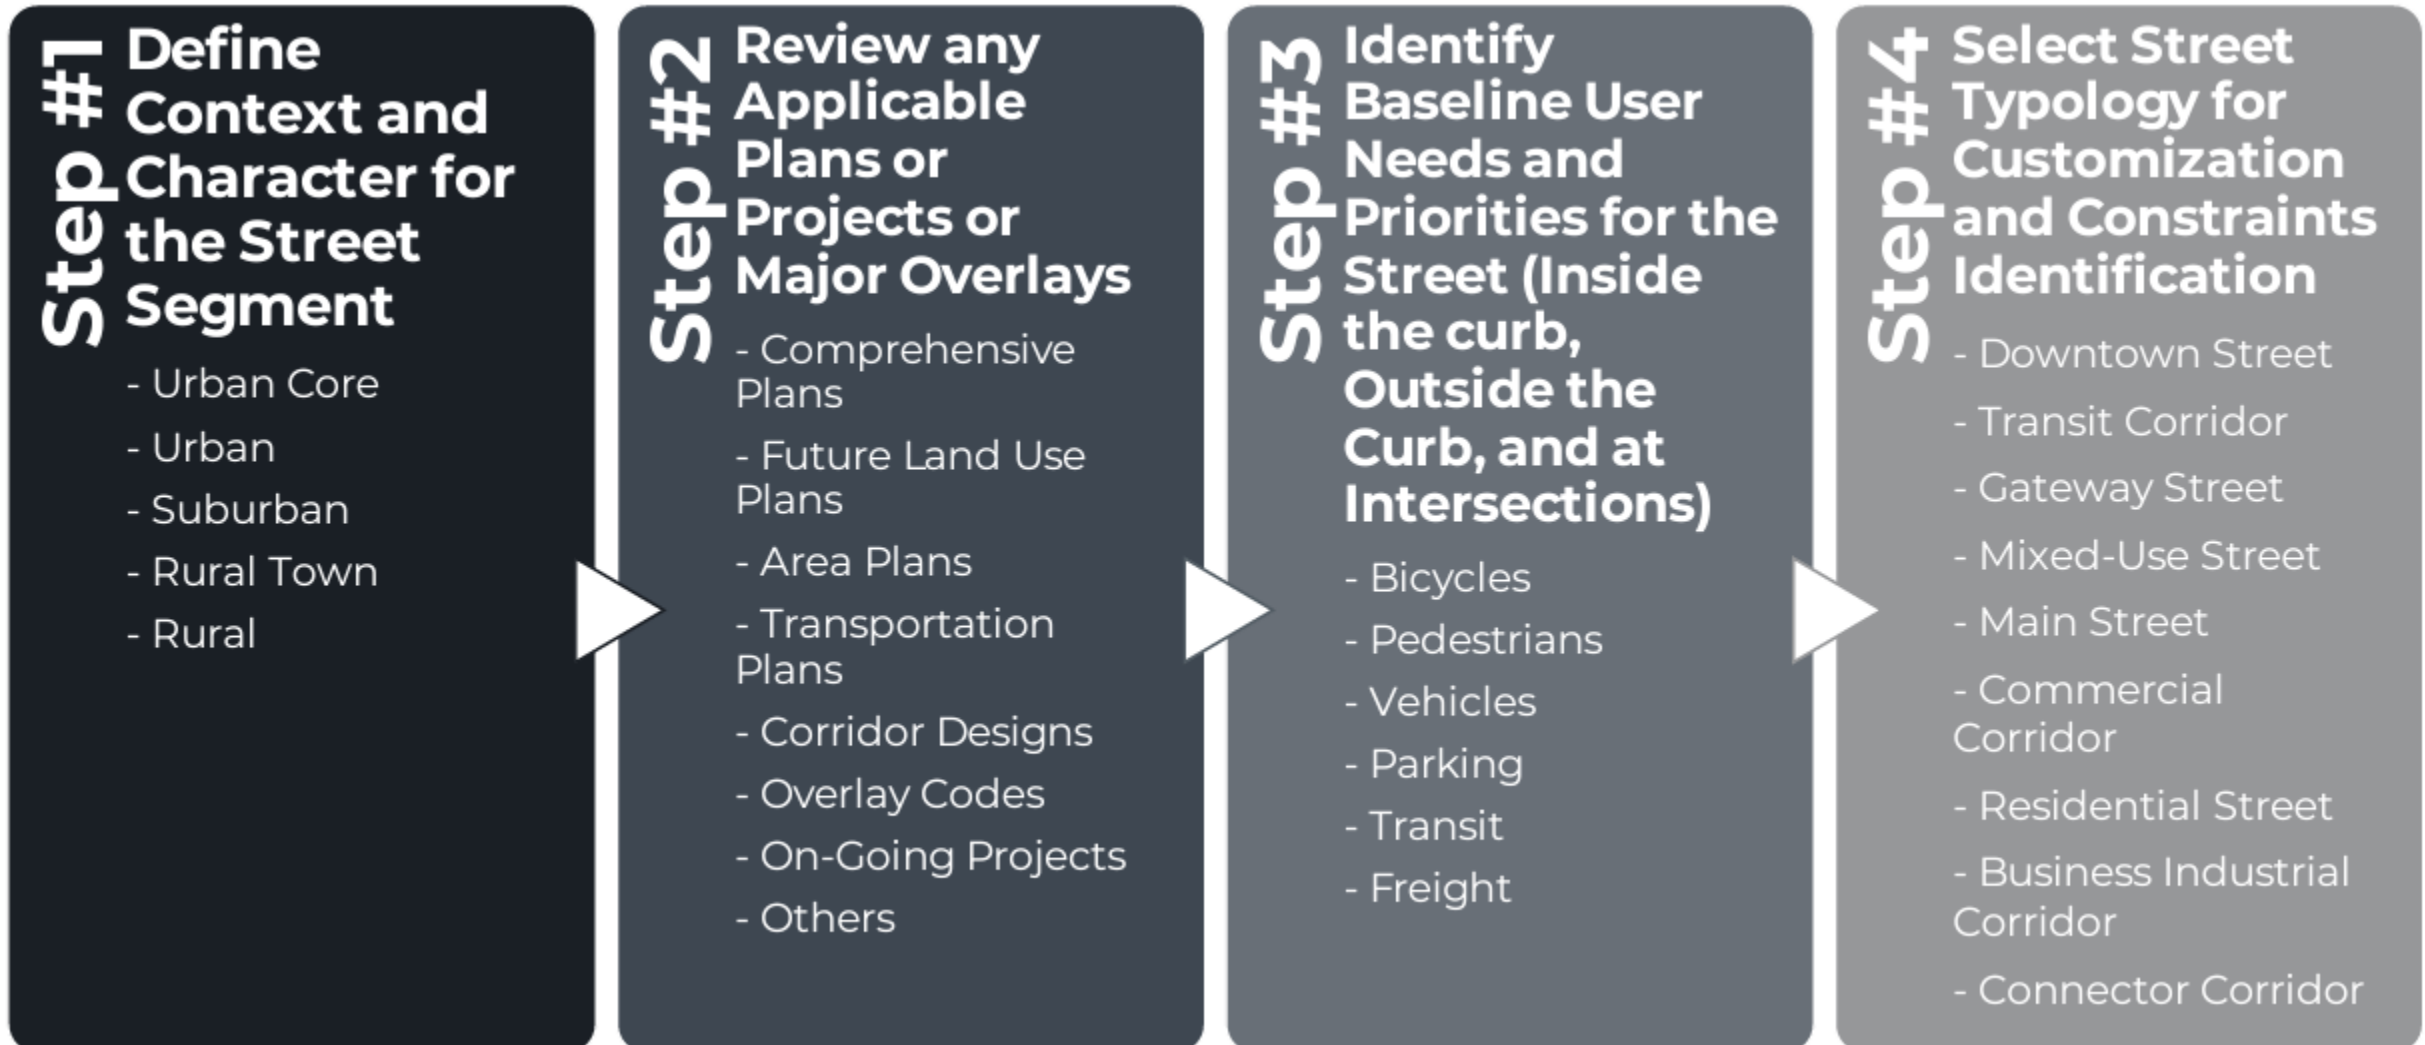 Step #1
Define
Context and
Character for
the Street
Segment
- Urban Core
- Urban
- Suburban
- Rural Town
- Rural
Step #2
Review any
Applicable
Plans or
Projects or
Major Overlays
- Comprehensive
Plans
- Future Land Use
Plans
- Area Plans
- Transportation
Plans
- Corridor Designs
- Overlay Codes
- On-Going Projects
- Others
Step #3
Identify
Baseline User
Needs and
Priorities for the
Street (Inside
the curb,
Outside the
Curb, and at
Intersections)
- Bicycles
- Pedestrians
- Vehicles
- Parking
- Transit
- Freight
Step #4
Select Street
Typology for
Customization
and Constraints
Identification
- Downtown Street
- Transit Corridor
- Gateway Street
- Mixed-Use Street
- Main Street
- Commercial
Corridor
- Residential Street
- Business Industrial
Corridor
- Connector Corridor